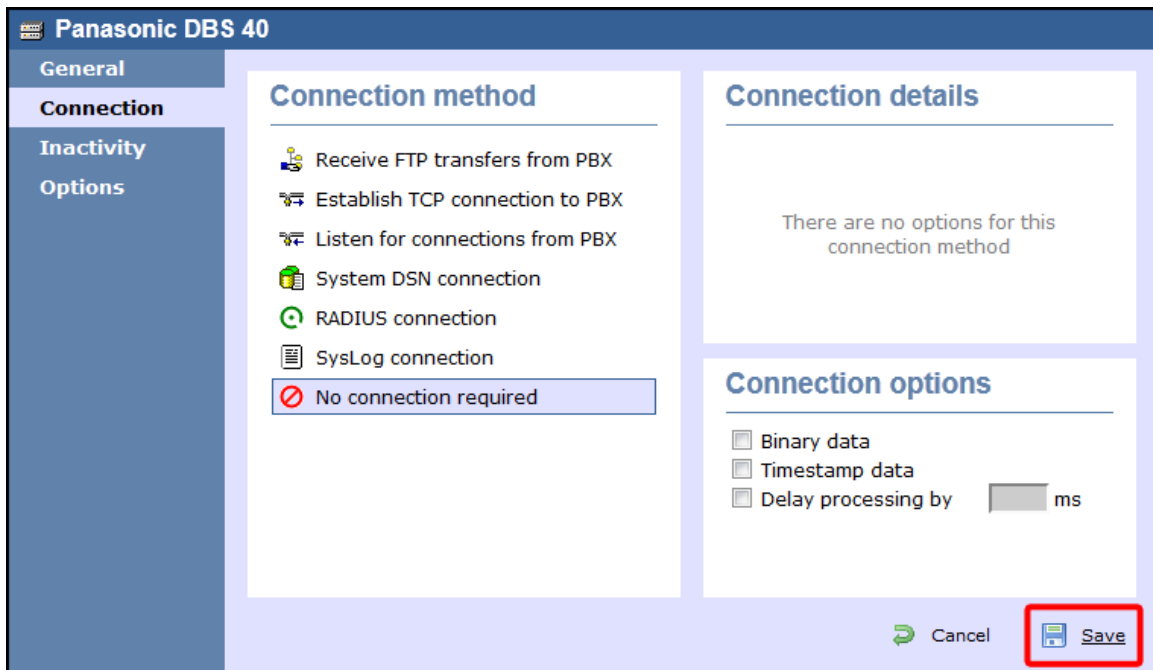 Panasonic DBS 40
General
Connection
Inactivity
Options
Connection method
Receive FTP transfers from PBX
Establish TCP connection to PBX
Listen for connections from PBX
System DSN connection
RADIUS connection
SysLog connection
No connection required
Connection details
There are no options for this
connection method
Connection options
Binary data
Timestamp data
Delay processing by ms
Cancel
Save